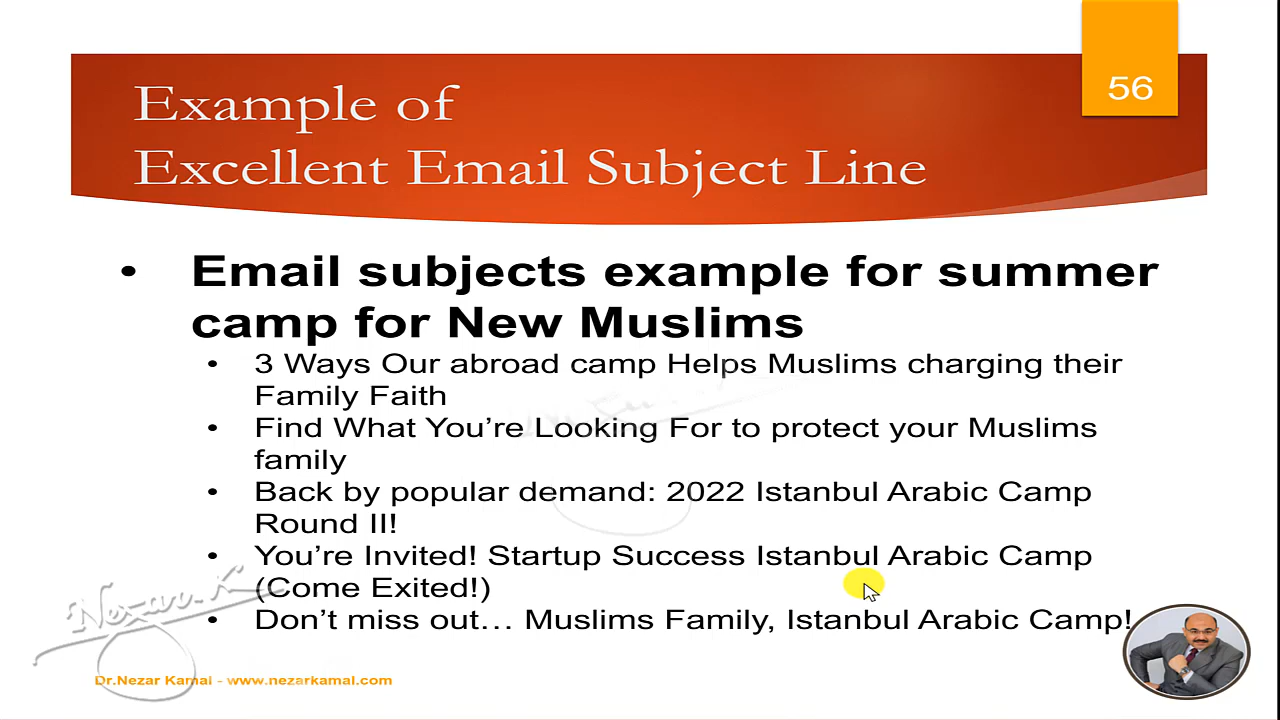 56
Example of
Excellent Email Subject Line
• Email subjects example for summer
camp for New Muslims
• 3 Ways Our abroad camp Helps Muslims charging their
Family Faith
• Find What You’re Looking For to protect your Muslims
family
• Back by popular demand: 2022 Istanbul Arabic Camp
Round II!
• You’re Invited! Startup Success Istanbul Arabic Camp
(Come Exited!)
• Don’t miss out… Muslims Family, Istanbul Arabic Camp!
Nezar.K
Dr.Nezar Kamal - www.nezarkamal.com